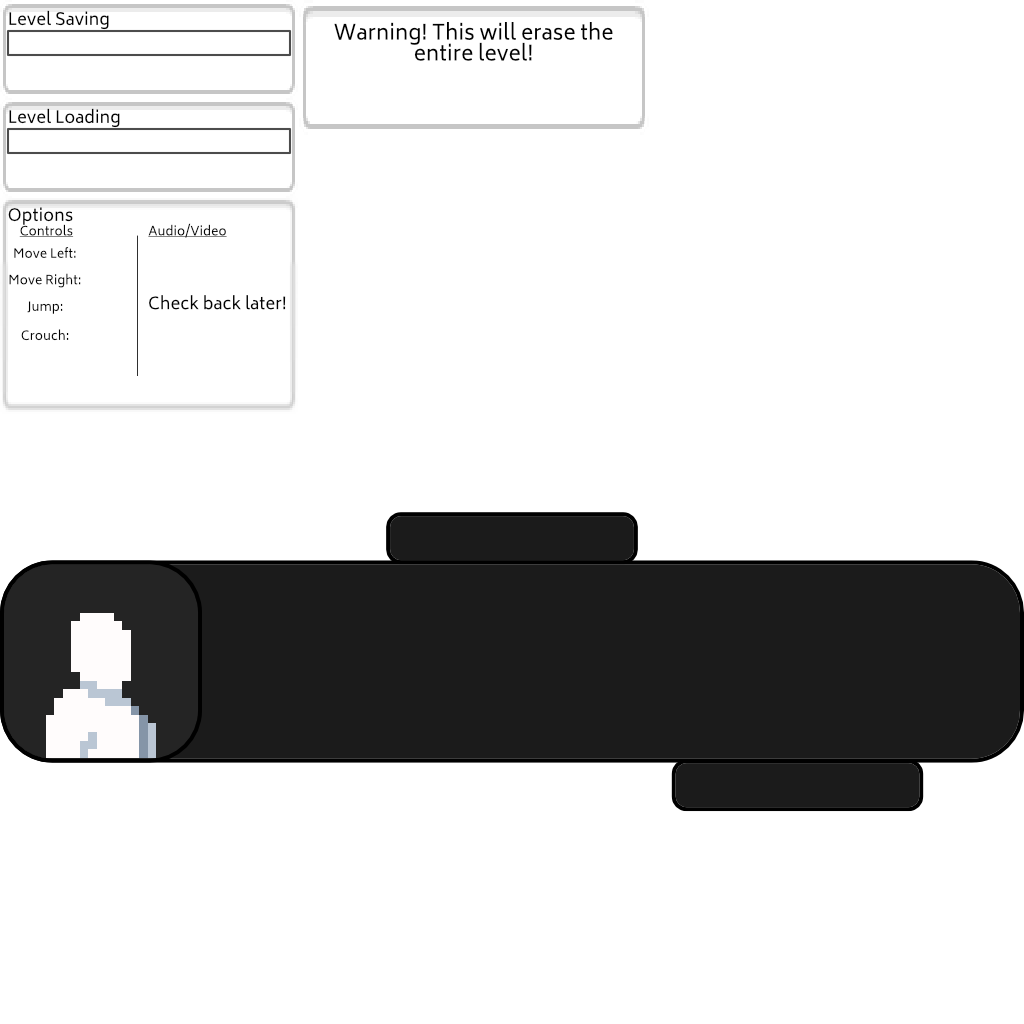 Level Saving
Warning! This will erase the
entire level!
Level Loading
Options
Controls
Move Left:
Move Right:
Jump:
Crouch:
Audio/Video
Check back later!